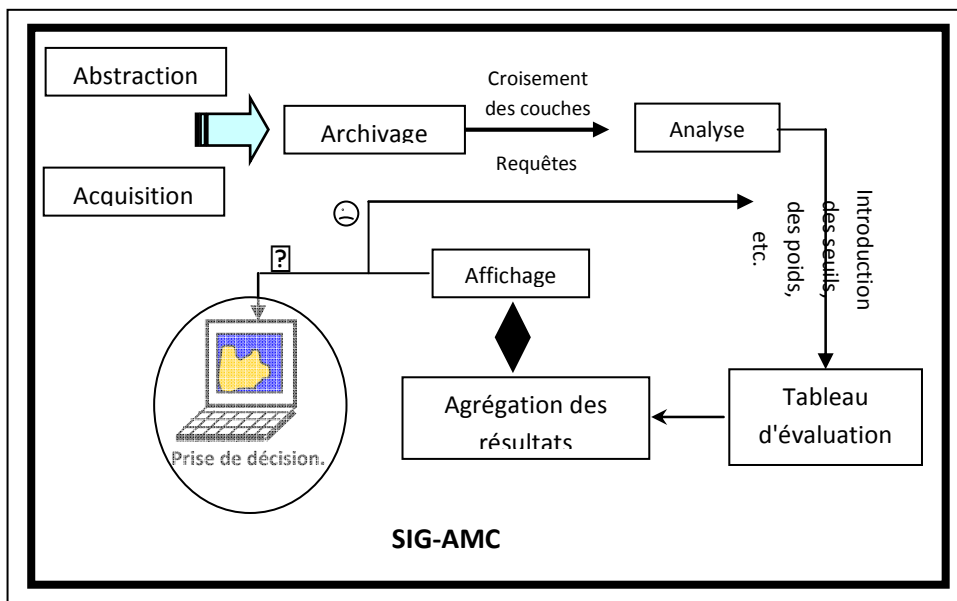 Abstraction
Acquisition
Archivage
Croisement
des couches
Requêtes
Analyse
Introduction
des seuils,
des poids,
etc.
Tableau
d'évaluation
Agrégation des
résultats
Affichage
?
Prise de décision.
SIG-AMC